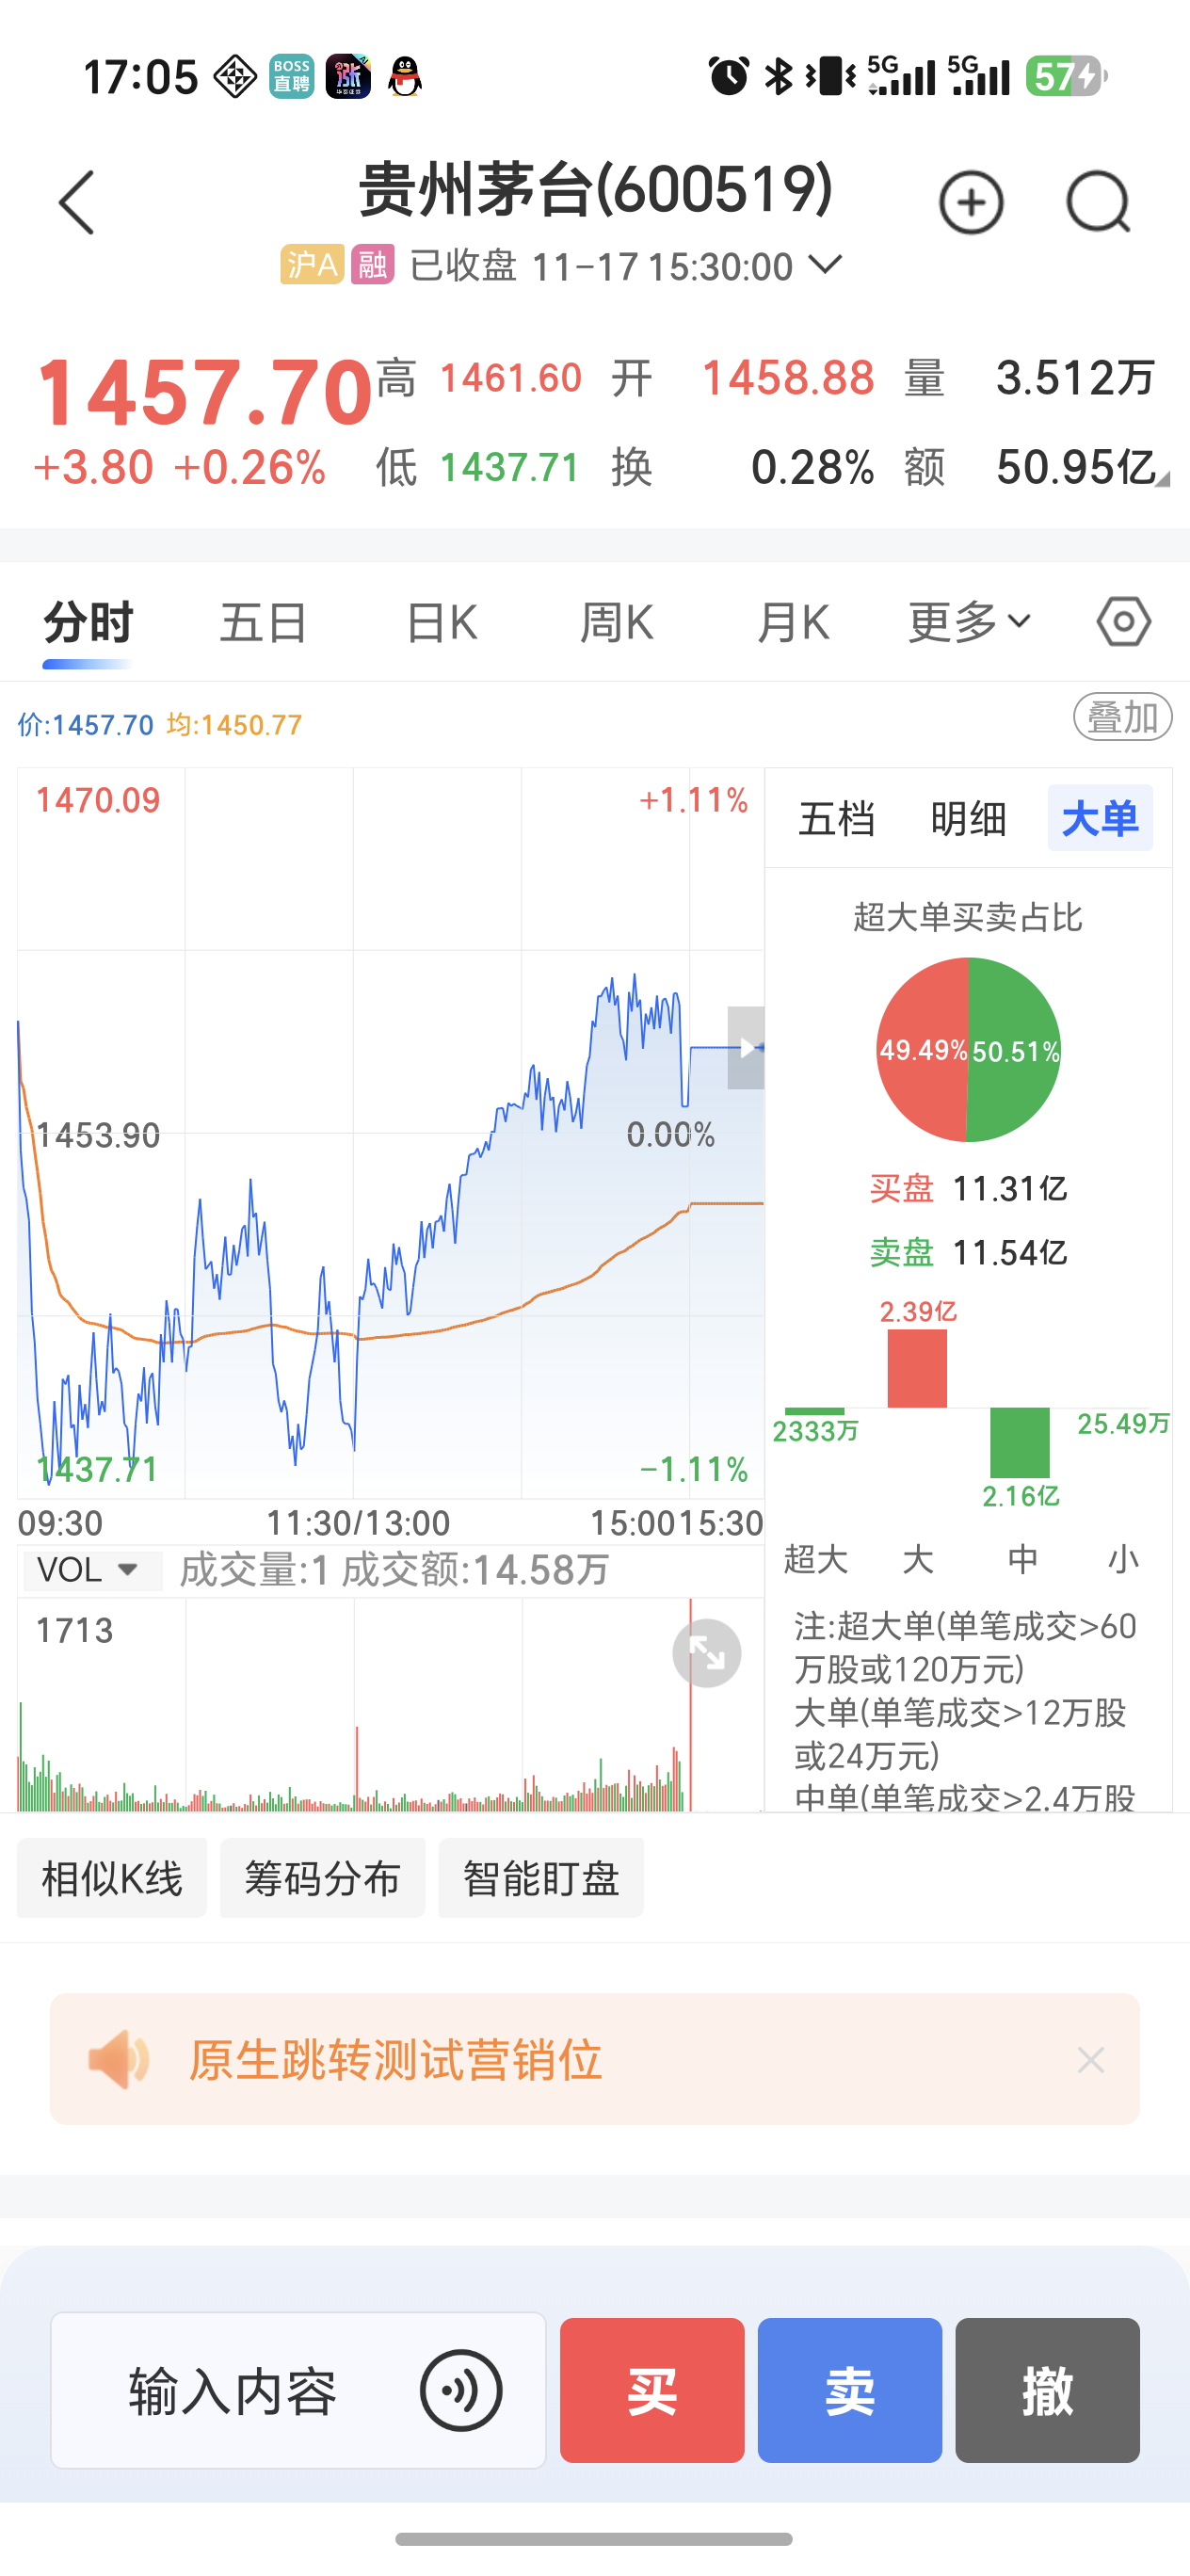 17:05 BOSS直聘 涨 5G 5G 57
贵州茅台(600519)
沪A 融 已收盘 11-17 15:30:00
1457.70 高 1461.60 开 1458.88 量 3.512万
+3.80 +0.26% 低 1437.71 换 0.28% 额 50.95亿
分时 五日 日K 周K 月K 更多
价:1457.70 均:1450.77 叠加
1470.09 +1.11%
五档 明细 大单
超大单买卖占比
49.49% 50.51%
1453.90 0.00%
买盘 11.31亿
卖盘 11.54亿
2.39亿
2333万 25.49万
1437.71 -1.11%
2.16亿
09:30 11:30/13:00 15:00 15:30
超大 大 中 小
VOL 成交量:1 成交额:14.58万
1713
注:超大单(单笔成交>60
万股或120万元)
大单(单笔成交>12万股
或24万元)
中单(单笔成交>2.4万股
相似K线 筹码分布 智能盯盘
原生跳转测试营销位
输入内容 买 卖 撤